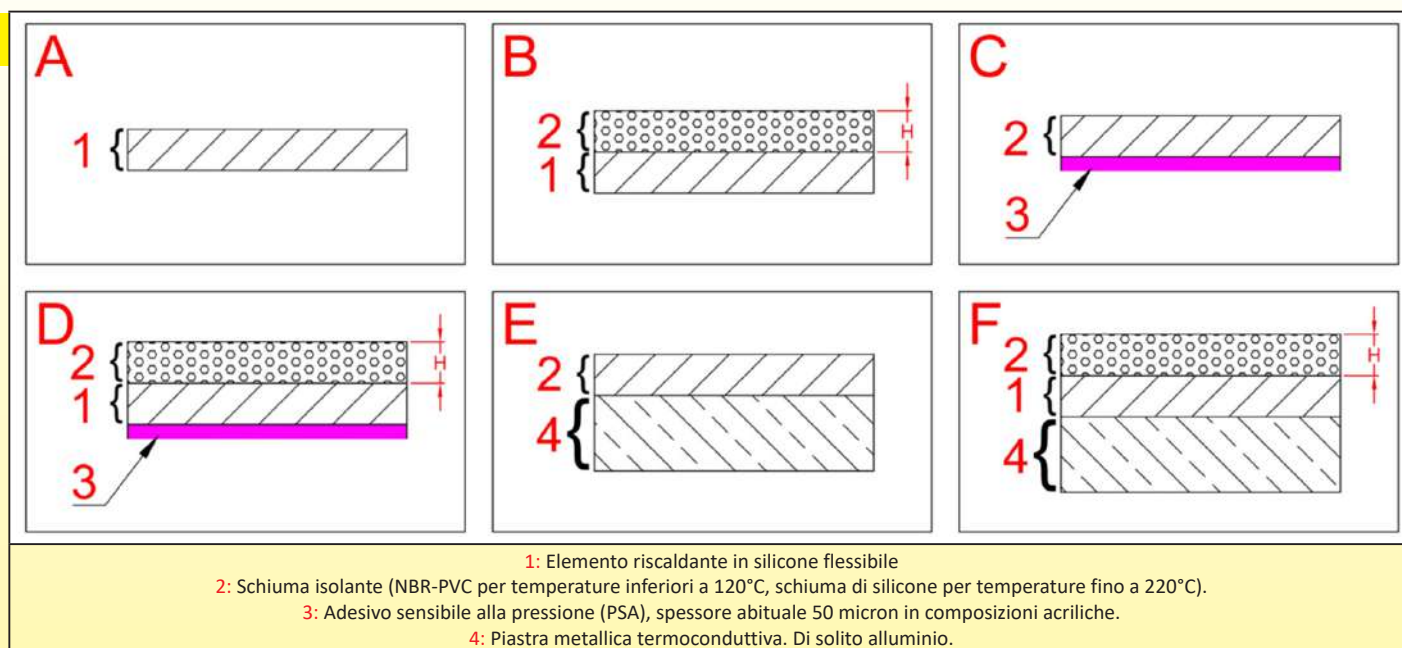 A
1
B
2
H
1
C
2
3
D
2
H
1
3
E
2
4
F
2
H
1
4
1: Elemento riscaldante in silicone flessibile
2: Schiuma isolante (NBR-PVC per temperature inferiori a 120°C, schiuma di silicone per temperature fino a 220°C).
3: Adesivo sensibile alla pressione (PSA), spessore abituale 50 micron in composizioni acriliche.
4: Piastra metallica termoconduttiva. Di solito alluminio.